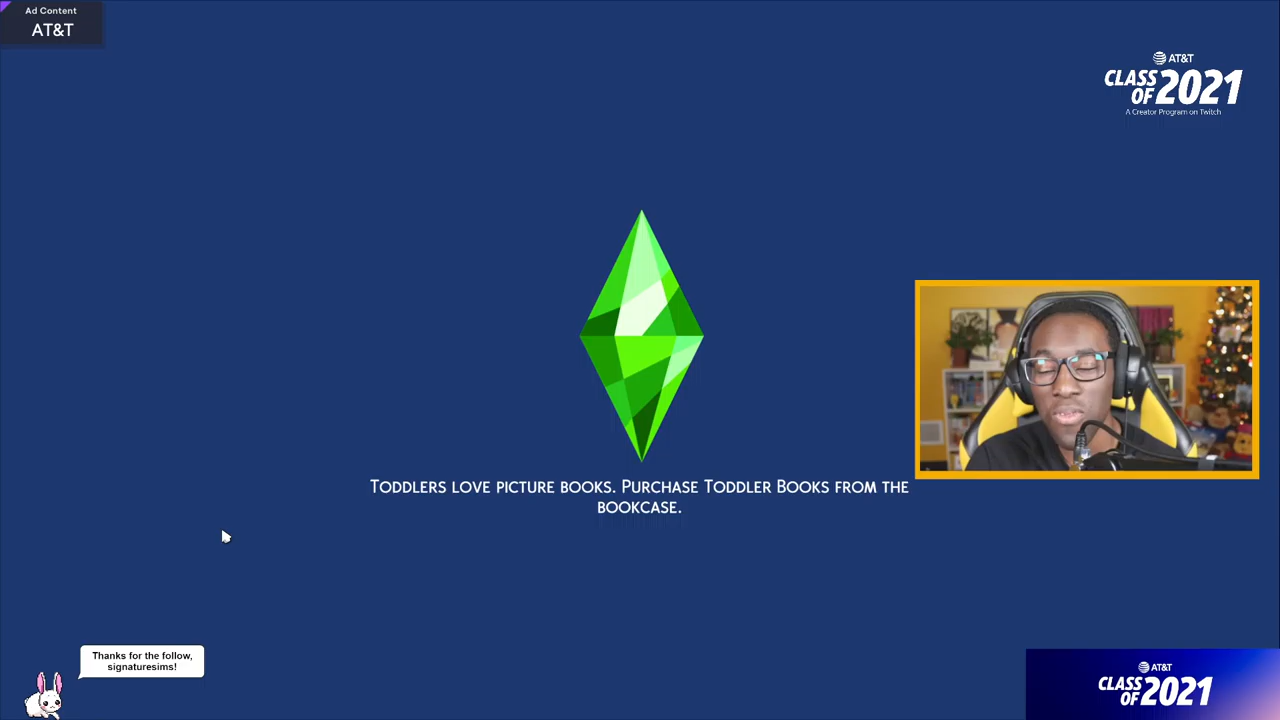 Ad Content
AT&T
AT&T
CLASS
OF 2021
A Creator Program on Twitch
TODDLERS LOVE PICTURE BOOKS. PURCHASE TODDLER BOOKS FROM THE
BOOKCASE.
Thanks for the follow,
signaturesims!
AT&T
CLASS
OF 2021